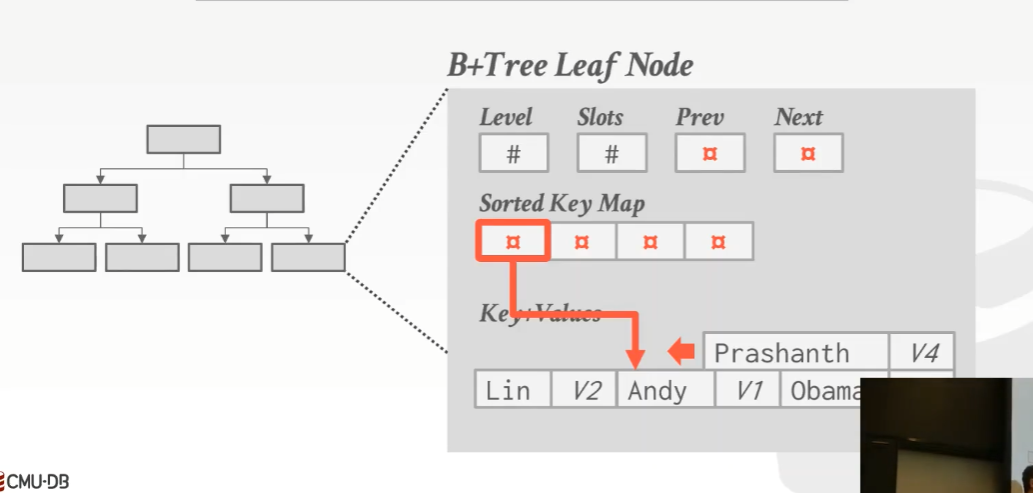 B+Tree Leaf Node
Level Slots Prev Next
# # ¤ ¤
Sorted Key Map
¤ ¤ ¤ ¤
Key+Values
Prashanth V4
Lin V2 Andy V1 Obama
CMU-DB